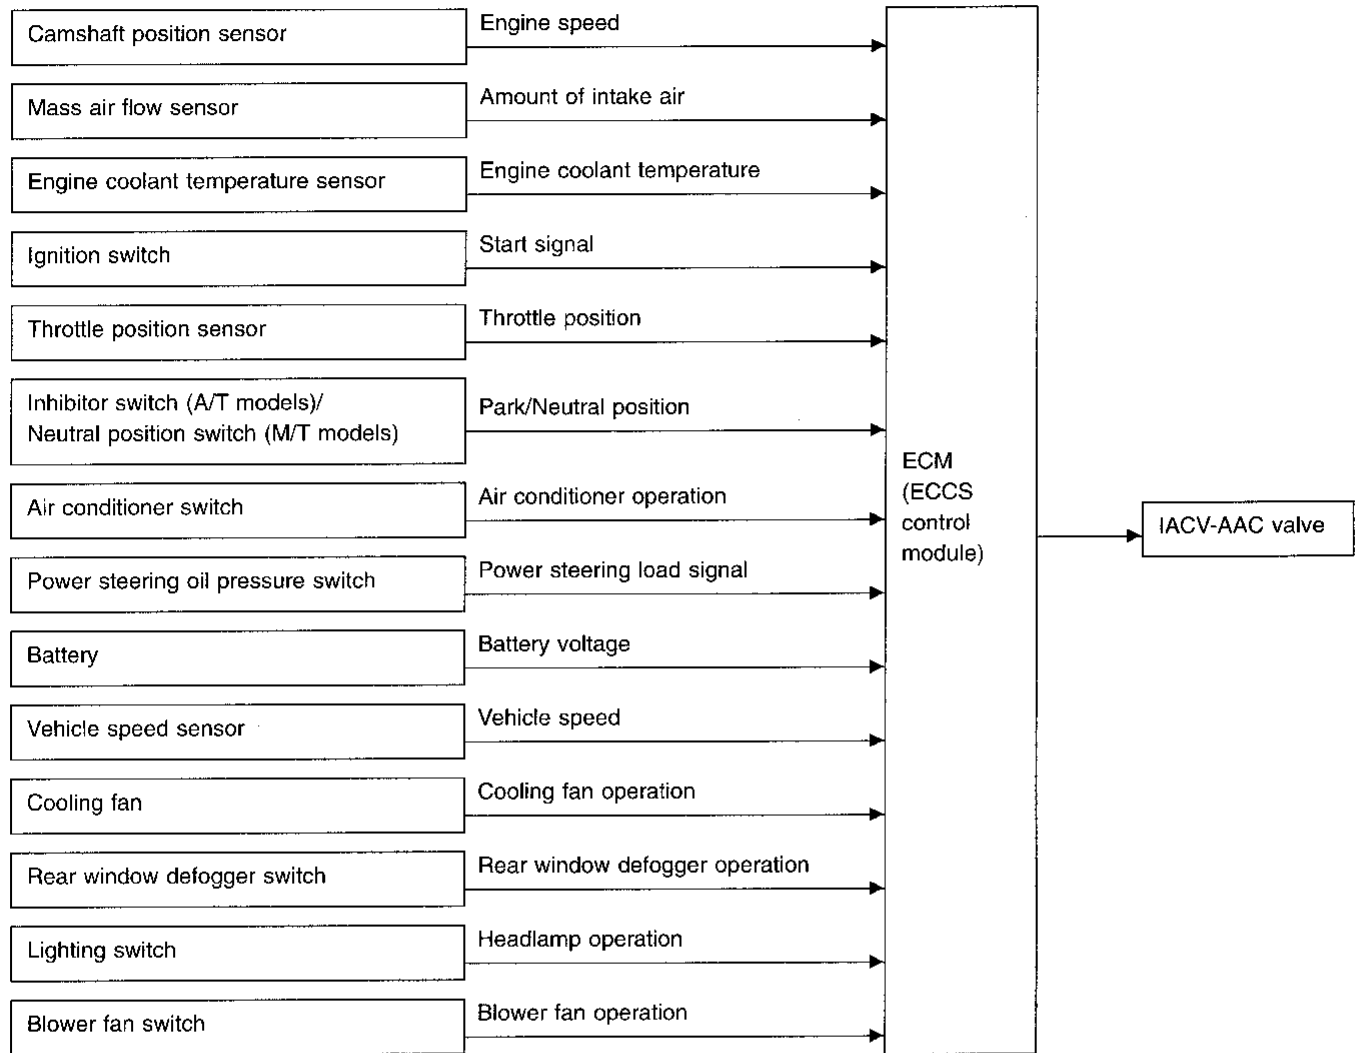 Camshaft position sensor
Engine speed
Mass air flow sensor
Amount of intake air
Engine coolant temperature sensor
Engine coolant temperature
Ignition switch
Start signal
Throttle position sensor
Throttle position
Inhibitor switch (A/T models)/
Neutral position switch (M/T models)
Park/Neutral position
Air conditioner switch
Air conditioner operation
Power steering oil pressure switch
Power steering load signal
Battery
Battery voltage
Vehicle speed sensor
Vehicle speed
Cooling fan
Cooling fan operation
Rear window defogger switch
Rear window defogger operation
Lighting switch
Headlamp operation
Blower fan switch
Blower fan operation
ECM
(ECCS
control
module)
IACV-AAC valve